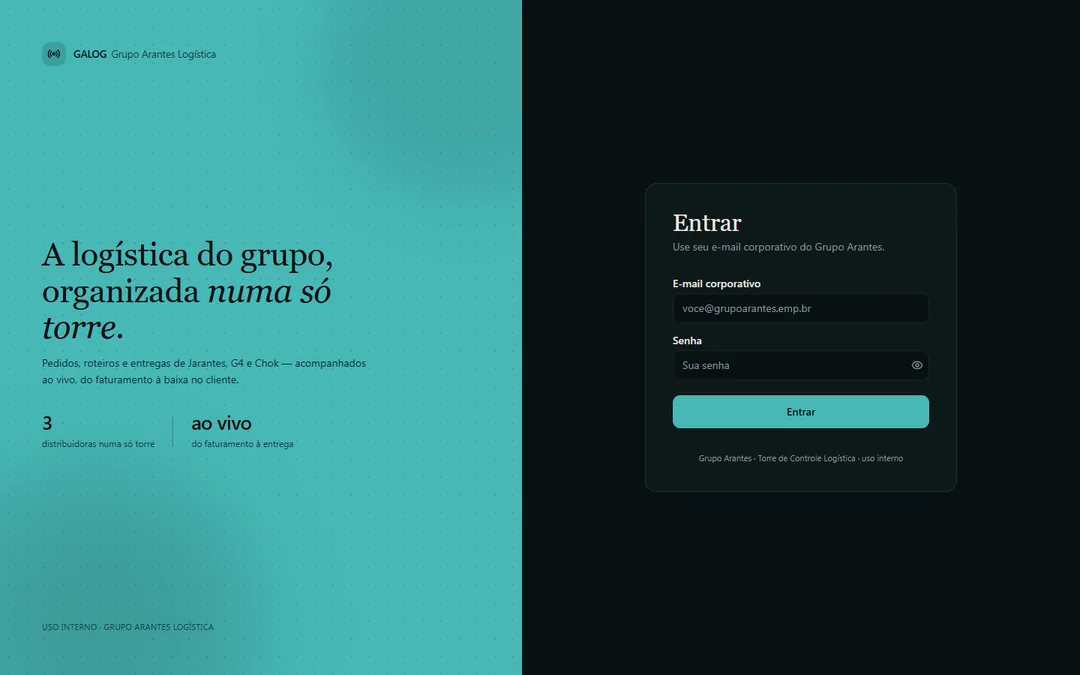 GALOG Grupo Arantes Logística
A logística do grupo,
organizada numa só
torre.
Pedidos, roteiros e entregas de Jarantes, G4 e Chok — acompanhados
ao vivo, do faturamento à baixa no cliente.
3
distribuidoras numa só torre
ao vivo
do faturamento à entrega
USO INTERNO · GRUPO ARANTES LOGÍSTICA
Entrar
Use seu e-mail corporativo do Grupo Arantes.
E-mail corporativo
voce@grupoarantes.emp.br
Senha
Sua senha
Entrar
Grupo Arantes · Torre de Controle Logística · uso interno